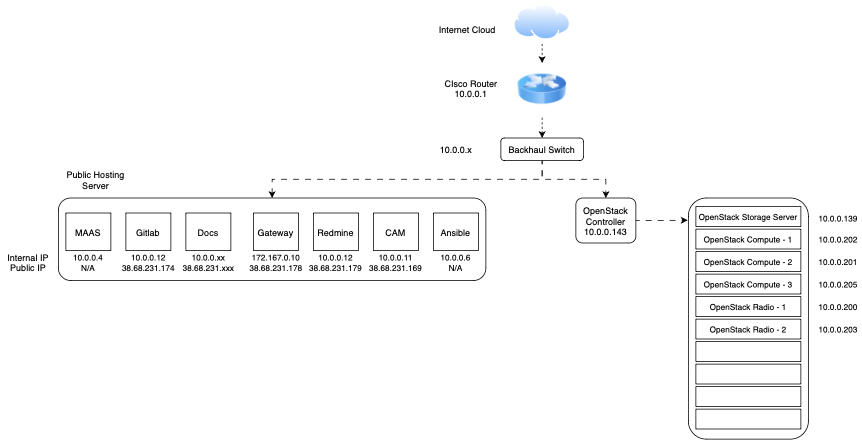 Internet Cloud
CIsco Router
10.0.0.1
10.0.0.x
Backhaul Switch
Public Hosting
Server
MAAS
Gitlab
Docs
Gateway
Redmine
CAM
Ansible
Internal IP
Public IP
10.0.0.4
N/A
10.0.0.12
38.68.231.174
10.0.0.xx
38.68.231.xxx
172.167.0.10
38.68.231.178
10.0.0.12
38.68.231.179
10.0.0.11
38.68.231.169
10.0.0.6
N/A
OpenStack
Controller
10.0.0.143
OpenStack Storage Server
10.0.0.139
OpenStack Compute - 1
10.0.0.202
OpenStack Compute - 2
10.0.0.201
OpenStack Compute - 3
10.0.0.205
OpenStack Radio - 1
10.0.0.200
OpenStack Radio - 2
10.0.0.203